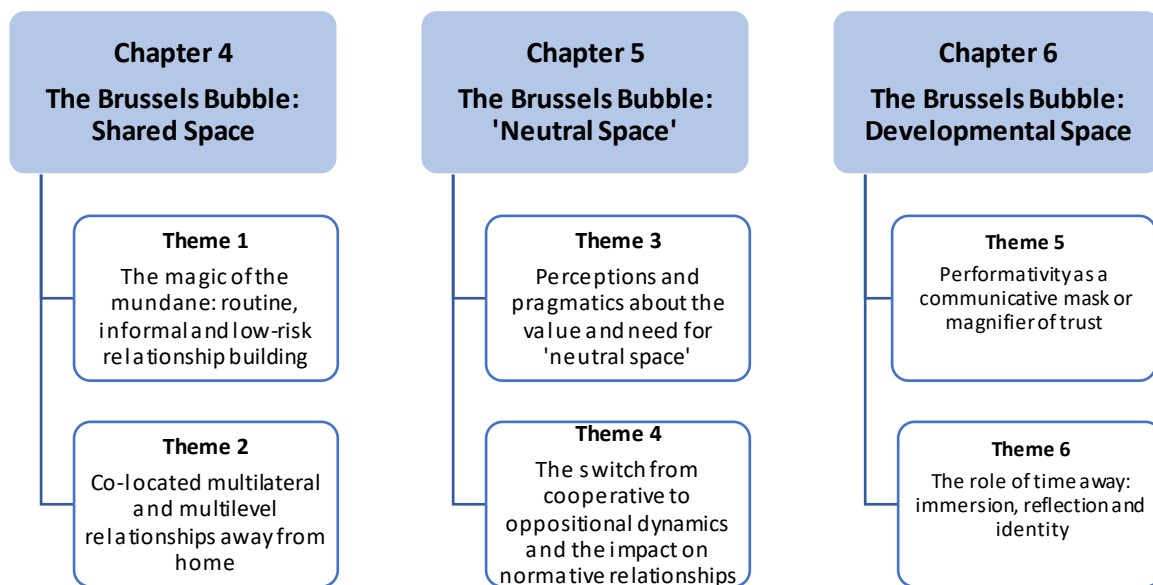 Chapter 4
The Brussels Bubble:
Shared Space
Theme 1
The magic of the
mundane: routine,
informal and low-risk
relationship building
Theme 2
Co-located multilateral
and multilevel
relationships away from
home
Chapter 5
The Brussels Bubble:
'Neutral Space'
Theme 3
Perceptions and
pragmatics about the
value and need for
'neutral space'
Theme 4
The switch from
cooperative to
oppositional dynamics
and the impact on
normative relationships
Chapter 6
The Brussels Bubble:
Developmental Space
Theme 5
Performativity as a
communicative mask or
magnifier of trust
Theme 6
The role of time away:
immersion, reflection and
identity